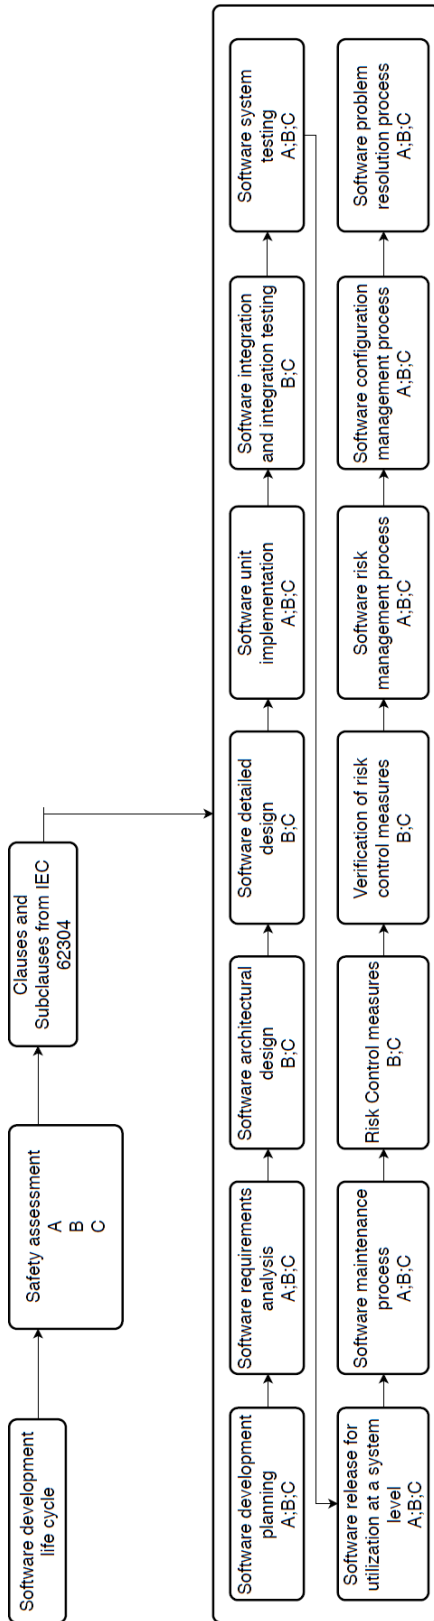 Software development
life cycle
Safety assessment
A
B
C
Clauses and
Subclauses from IEC
62304
Software development
planning
A;B;C
Software requirements
analysis
A;B;C
Software architectural
design
B;C
Software detailed
design
B;C
Software unit
implementation
A;B;C
Software integration
and integration testing
B;C
Software system
testing
A;B;C
Software release for
utilization at a system
level
A;B;C
Software maintenance
process
A;B;C
Risk Control measures
B;C
Verification of risk
control measures
B;C
Software risk
management process
A;B;C
Software configuration
management process
A;B;C
Software problem
resolution process
A;B;C